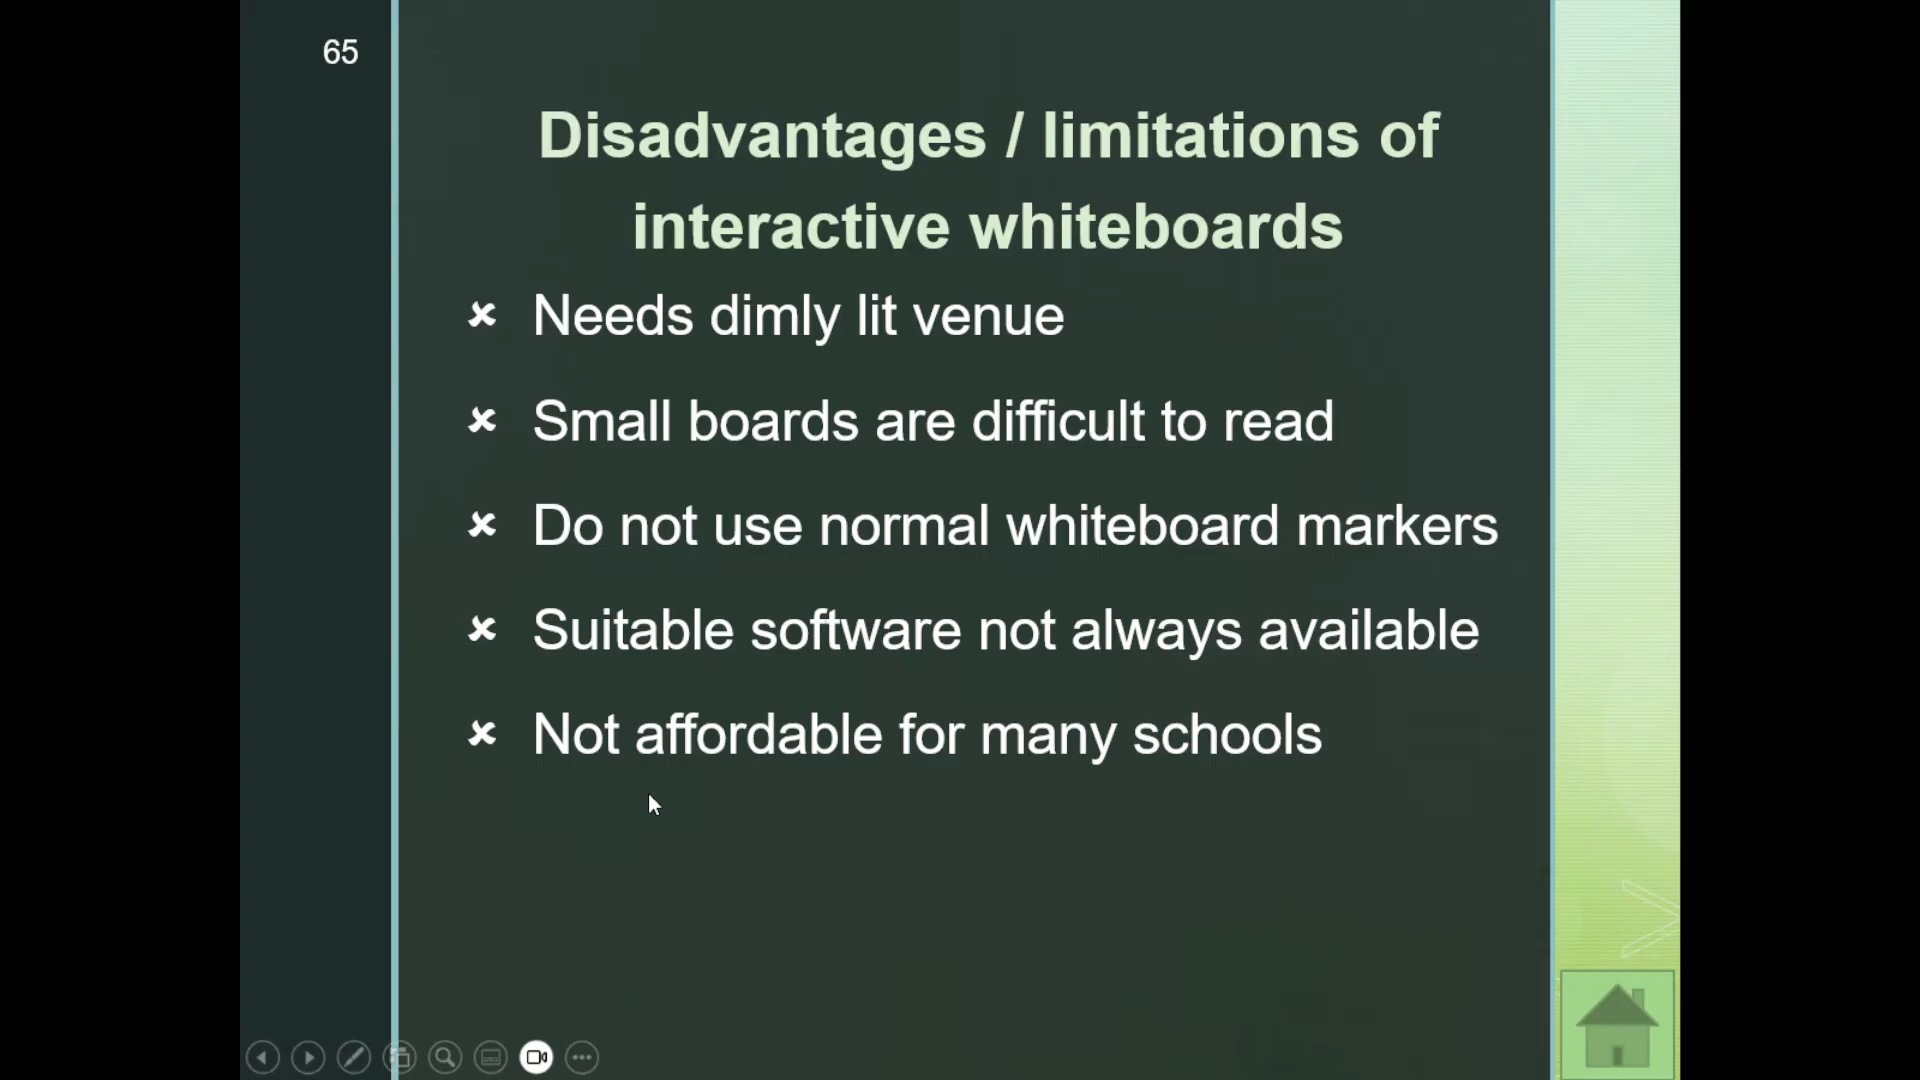 65
Disadvantages / limitations of
interactive whiteboards
Needs dimly lit venue
Small boards are difficult to read
Do not use normal whiteboard markers
Suitable software not always available
Not affordable for many schools